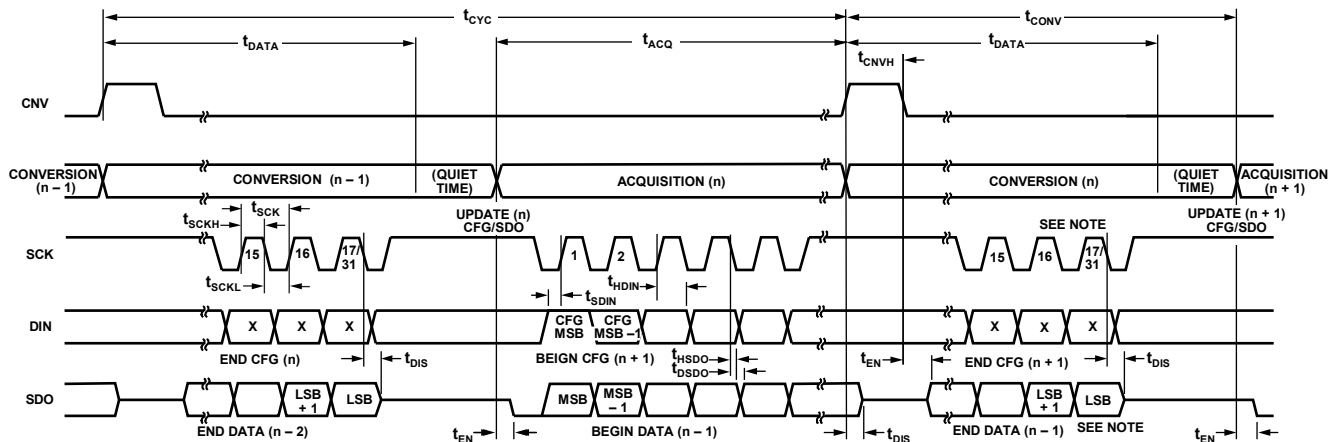 tCYC
tCONV
tDATA
tACQ
tDATA
tCNVH
CNV
CONVERSION
(n – 1)
CONVERSION (n – 1)
(QUIET
TIME)
ACQUISITION (n)
CONVERSION (n)
(QUIET
TIME)
ACQUISITION
(n + 1)
tSCK
tSCKH
UPDATE (n)
CFG/SDO
SEE NOTE
UPDATE (n + 1)
CFG/SDO
SCK
15
16
17/
31
1
2
15
16
17/
31
tSCKL
tHDIN
tSDIN
DIN
X
X
X
CFG
MSB
CFG
MSB –1
X
X
X
END CFG (n)
tDIS
BEIGN CFG (n + 1)
tHSDO
tDSDO
tEN
END CFG (n + 1)
tDIS
SDO
LSB
+ 1
LSB
MSB
MSB
–1
LSB
+ 1
LSB
END DATA (n – 2)
tEN
BEGIN DATA (n – 1)
tDIS
END DATA (n – 1)
SEE NOTE
tEN